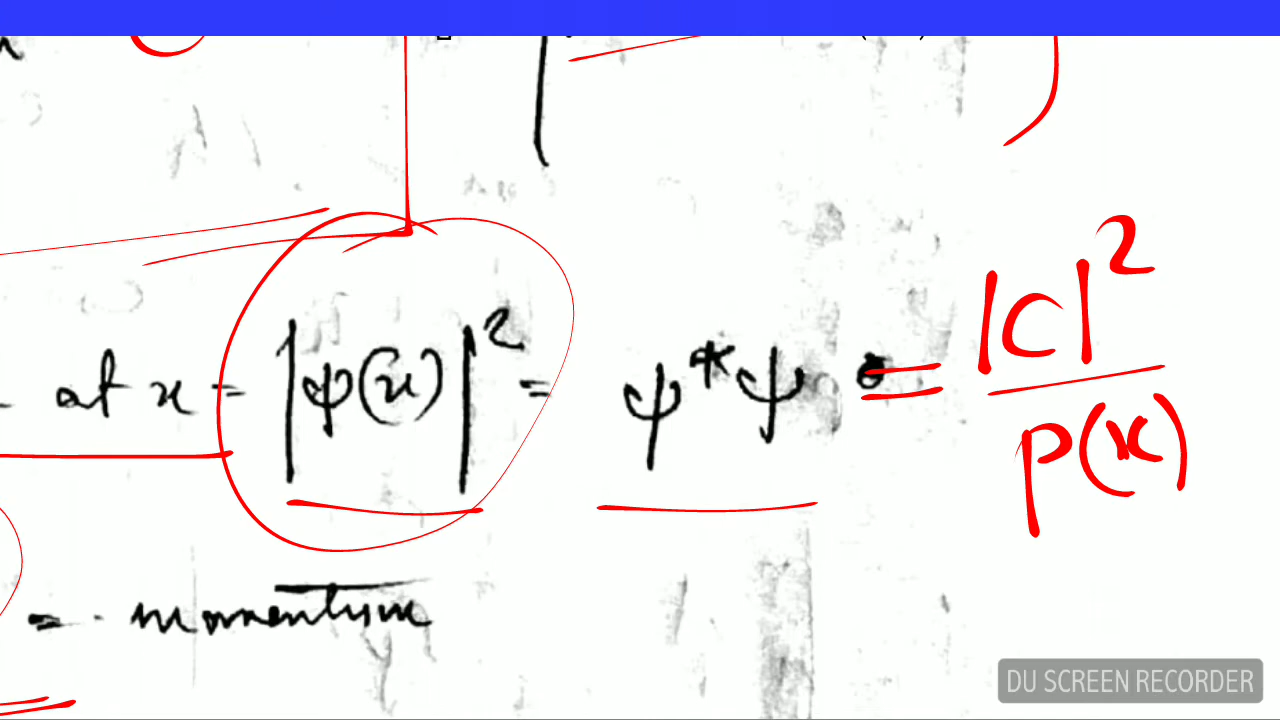 at x = |ψ(x)|² = ψ*ψ = |C|² / p(x)
= momentum
DU SCREEN RECORDER